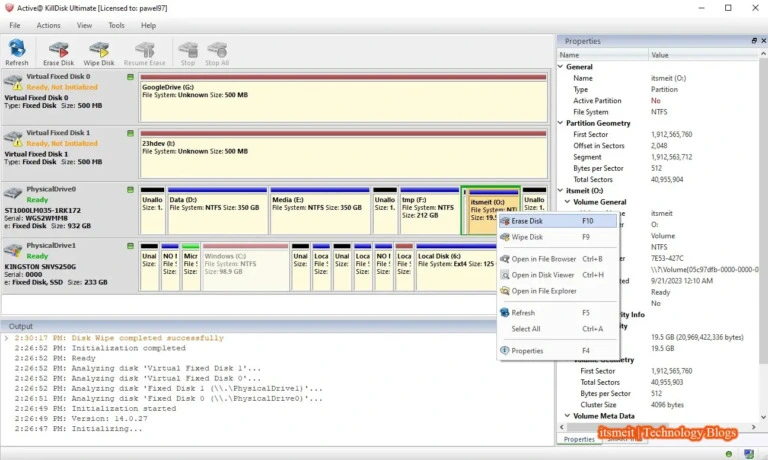 Active@ KillDisk Ultimate [Licensed to: pawel97]
File Actions View Tools Help
Refresh Erase Disk Wipe Disk Resume Erase Stop Stop All
Virtual Fixed Disk 0
Ready, Not Initialized
Virtual Fixed Disk 0
Type: Fixed Disk Size: 500 MB
GoogleDrive (G:)
File System: Unknown Size: 500 MB
Virtual Fixed Disk 1
Ready, Not Initialized
Virtual Fixed Disk 1
Type: Fixed Disk Size: 500 MB
23hdev (I:)
File System: Unknown Size: 500 MB
PhysicalDrive0
Ready
ST1000LM035-1RK172
Serial: WGS2WMM8
e: Fixed Disk Size: 932 GB
Unallo
Size: 1.
Data (D:)
File System: NTFS Size: 350 GB
Media (E:)
File System: NTFS Size: 350 GB
Unallo
Size: 1.
tmp (F:)
File System: NTFS
Size: 212 GB
itsmeit (O:)
File System: NTI
Size: 19.5
Unallo
Size: 1.
PhysicalDrive1
Ready
KINGSTON SNVS250G
Serial: 0000
e: Fixed Disk, SSD Size: 233 GB
Unal
Size
1.
NO I
File S
Size:
Micr
File S
Size:
Windows (C:)
File System: NTFS
Size: 98.9 GB
Unal
Size
1.
Loca
File S
Size:
Unal
Size
1.
Loca
File S
Size:
NO I
File S
Size:
Unal
Size
1.
Loca
File S
Size:
Local Disk (6:)
File System: Ext4 Size: 125
Erase Disk F10
Wipe Disk F9
Open in File Browser Ctrl+B
Open in Disk Viewer Ctrl+H
Open in File Explorer
Refresh F5
Select All Ctrl+A
Properties F4
Output
2:30:17 PM: Disk Wipe completed successfully
2:26:52 PM: Initialization completed
2:26:52 PM: Ready
2:26:52 PM: Analyzing disk 'Virtual Fixed Disk 1'...
2:26:52 PM: Analyzing disk 'Virtual Fixed Disk 0'...
2:26:52 PM: Analyzing disk 'Fixed Disk 1 (\\.\PhysicalDrive1)'...
2:26:51 PM: Analyzing disk 'Fixed Disk 0 (\\.\PhysicalDrive0)'...
2:26:49 PM: Initialization started
2:26:49 PM: Version: 14.0.27
2:26:47 PM: Initializing...
Properties
Name Value
General
Name itsmeit (O:)
Type Partition
Active Partition No
File System NTFS
Partition Geometry
First Sector 1,912,565,760
Offset in Sectors 2,048
Segment 1,912,563,712
Bytes per Sector 512
Total Sectors 40,955,904
itsmeit (O:)
Volume General
itsmeit
O:
Volume
NTFS
7E53-427C
\\?\Volume{05c97dfb-0000-0000-0
9/21/2023 12:10 AM
Ready
No
rity Info
ity
19.5 GB (20,969,422,336 bytes)
19.5 GB
Volume Geometry
First Sector 1,912,565,760
Total Sectors 40,955,903
Bytes per Sector 512
Cluster Size 4096 bytes
Volume Meta Data
Properties
itsmeit | Technology Blogs